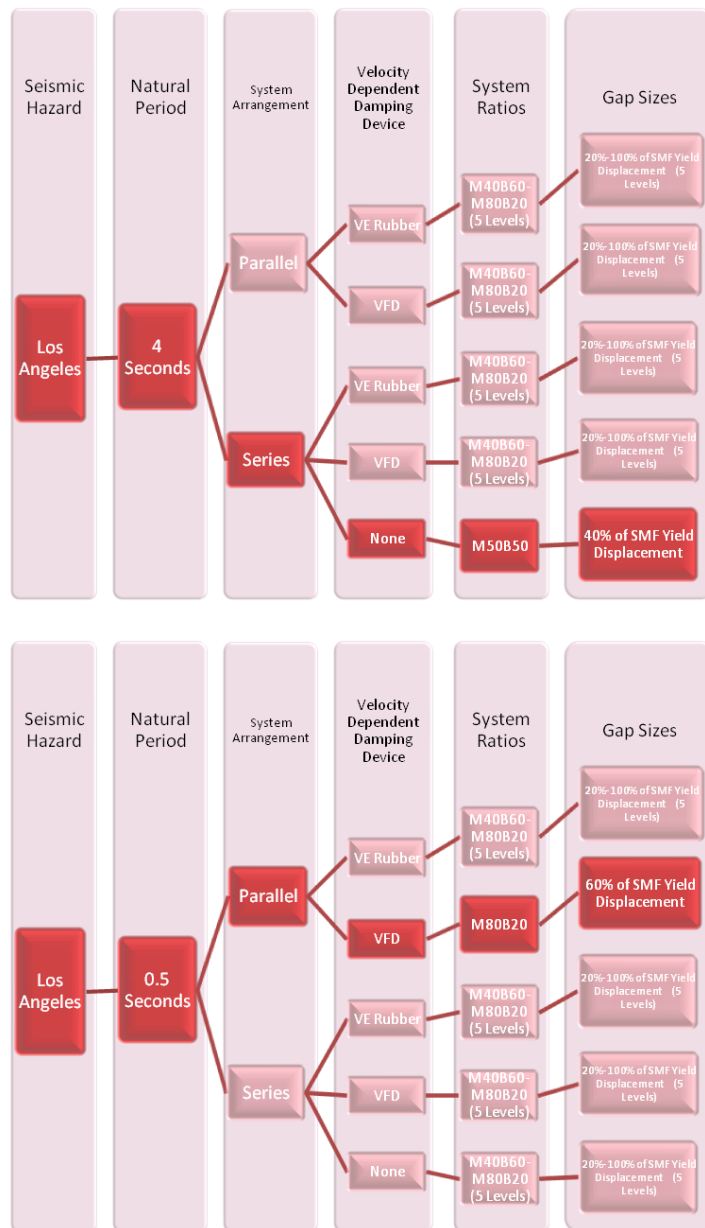 Seismic
Hazard
Natural
Period
System
Arrangement
Velocity
Dependent
Damping
Device
System
Ratios
Gap Sizes
Los
Angeles
4
Seconds
Parallel
Series
VE Rubber
VFD
VE Rubber
VFD
None
M40B60-
M80B20
(5 Levels)
M40B60-
M80B20
(5 Levels)
M40B60-
M80B20
(5 Levels)
M40B60-
M80B20
(5 Levels)
M50B50
20%-100% of SMF Yield
Displacement (5
Levels)
20%-100% of SMF Yield
Displacement (5
Levels)
20%-100% of SMF Yield
Displacement (5
Levels)
20%-100% of SMF Yield
Displacement (5
Levels)
40% of SMF Yield
Displacement
Seismic
Hazard
Natural
Period
System
Arrangement
Velocity
Dependent
Damping
Device
System
Ratios
Gap Sizes
Los
Angeles
0.5
Seconds
Parallel
Series
VE Rubber
VFD
VE Rubber
VFD
None
M40B60-
M80B20
(5 Levels)
M80B20
M40B60-
M80B20
(5 Levels)
M40B60-
M80B20
(5 Levels)
M40B60-
M80B20
(5 Levels)
20%-100% of SMF Yield
Displacement (5
Levels)
60% of SMF Yield
Displacement
20%-100% of SMF Yield
Displacement (5
Levels)
20%-100% of SMF Yield
Displacement (5
Levels)
20%-100% of SMF Yield
Displacement (5
Levels)